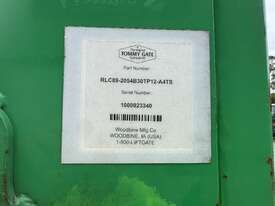 TOMMY GATE
Part Number:
RLC89-2054B30TP12-A4TS
Serial Number:
1000023340
Woodbine Mfg Co
WOODBINE, IA (USA)
1-800-LIFTGATE